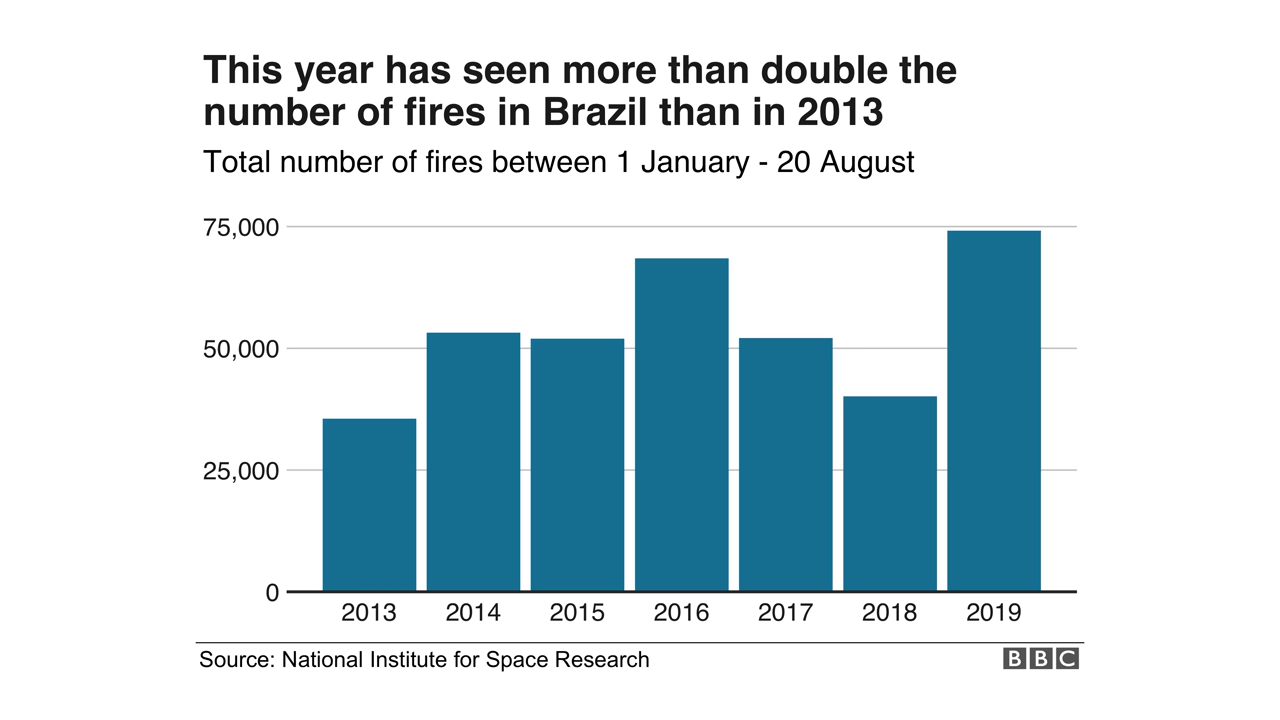 This year has seen more than double the
number of fires in Brazil than in 2013
Total number of fires between 1 January - 20 August
75,000
50,000
25,000
0
2013 2014 2015 2016 2017 2018 2019
Source: National Institute for Space Research
BBC